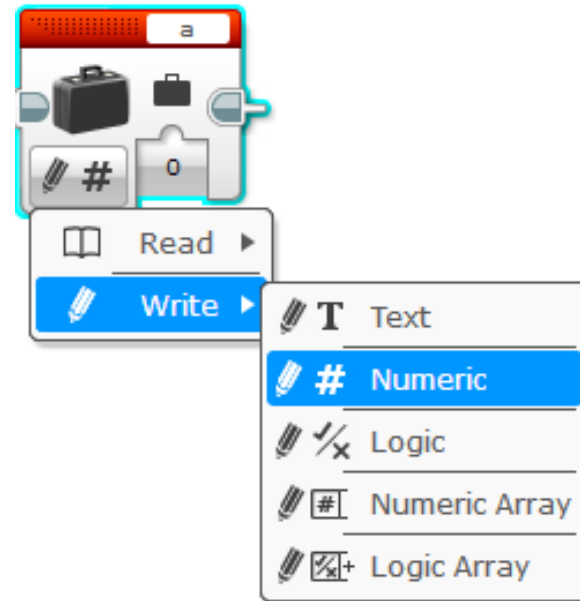 a
#
0
Read
Write
T Text
# Numeric
Logic
# Numeric Array
Logic Array